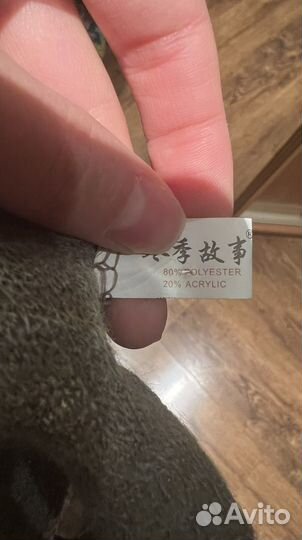 季故事®
80% POLYESTER
20% ACRYLIC
Avito